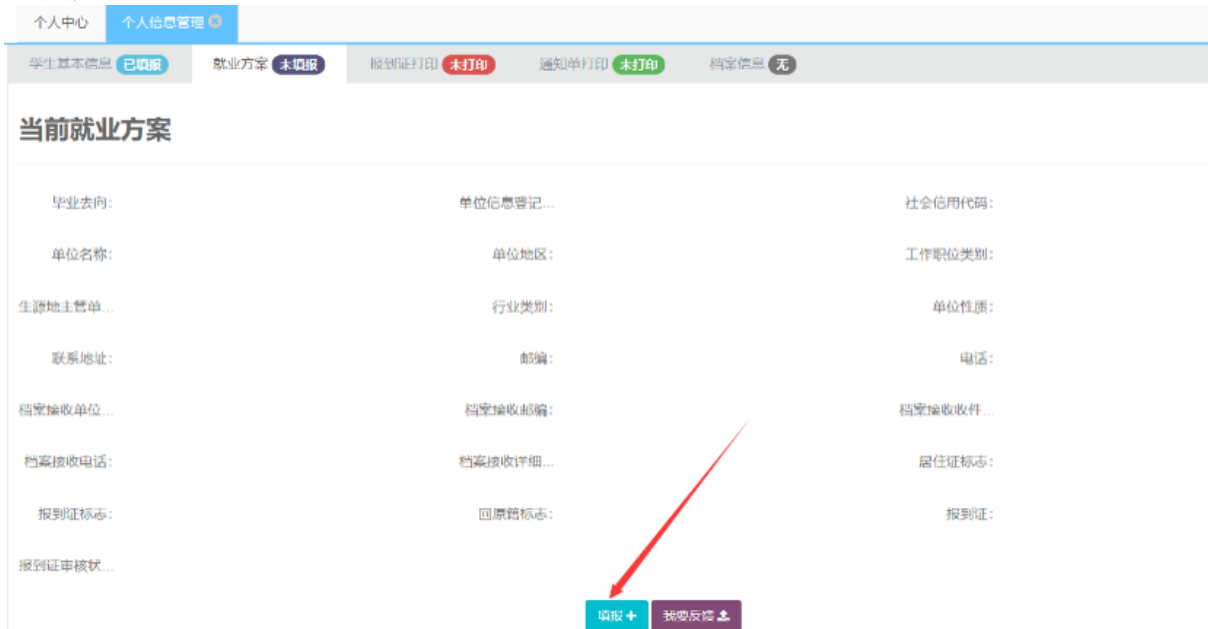 个人中心 个人信息管理
学生基本信息 已填报 就业方案 未填报 报到证打印 未打印 通知单打印 未打印 档案信息 无
当前就业方案
毕业去向: 单位信息登记... 社会信用代码:
单位名称: 单位地区: 工作职位类别:
生源地主管单... 行业类别: 单位性质:
联系地址: 邮编: 电话:
档案接收单位... 档案接收邮编: 档案接收收件...
档案接收电话: 档案接收详细... 居住证标志:
报到证标志: 回原籍标志: 报到证:
报到证审核状...
填报+ 我要反馈